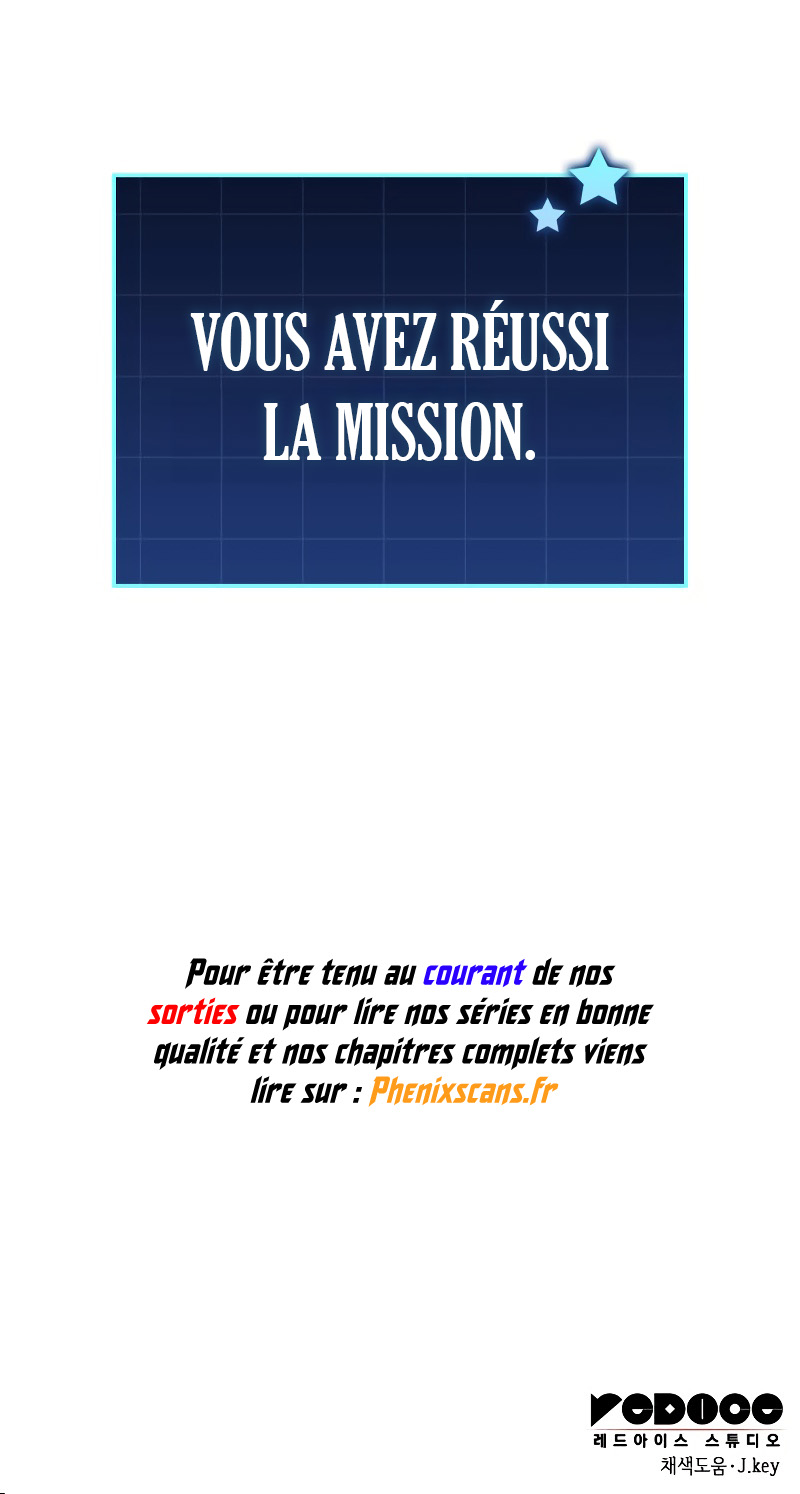 VOUS AVEZ RÉUSSI
LA MISSION.
Pour être tenu au courant de nos
sorties ou pour lire nos séries en bonne
qualité et nos chapitres complets viens
lire sur : Phenixscans.fr
REDICE
레드아이스 스튜디오
채색도움·J.key